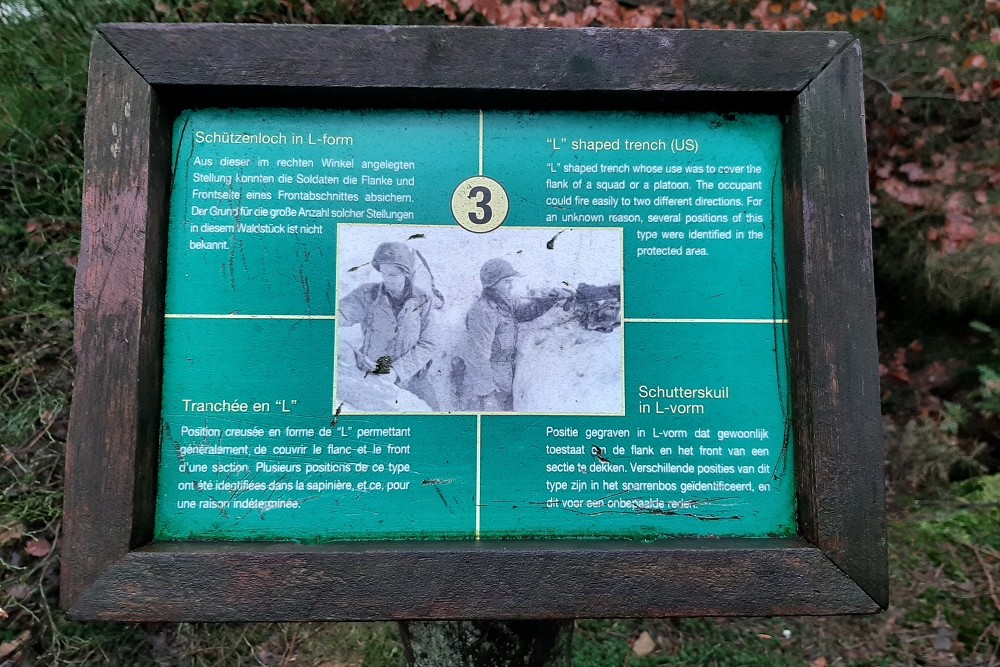 Schützenloch in L-form
Aus dieser im rechten Winkel angelegten
Stellung konnten die Soldaten die Flanke und
Frontseite eines Frontabschnittes absichern.
Der Grund für die große Anzahl solcher Stellungen
in diesem Waldstück ist nicht
bekannt.
3
"L" shaped trench (US)
"L" shaped trench whose use was to cover the
flank of a squad or a platoon. The occupant
could fire easily to two different directions. For
an unknown reason, several positions of this
type were identified in the
protected area.
Tranchée en "L"
Position creusée en forme de "L" permettant
généralement, de couvrir le flanc et le front
d'une section. Plusieurs positions de ce type
ont été identifiées dans la sapinière, et ce, pour
une raison indéterminée.
Schutterskuil
in L-vorm
Positie gegraven in L-vorm dat gewoonlijk
toestaat om de flank en het front van een
sectie te dekken. Verschillende posities van dit
type zijn in het sparrenbos geïdentificeerd, en
dit voor een onbepaalde reden.